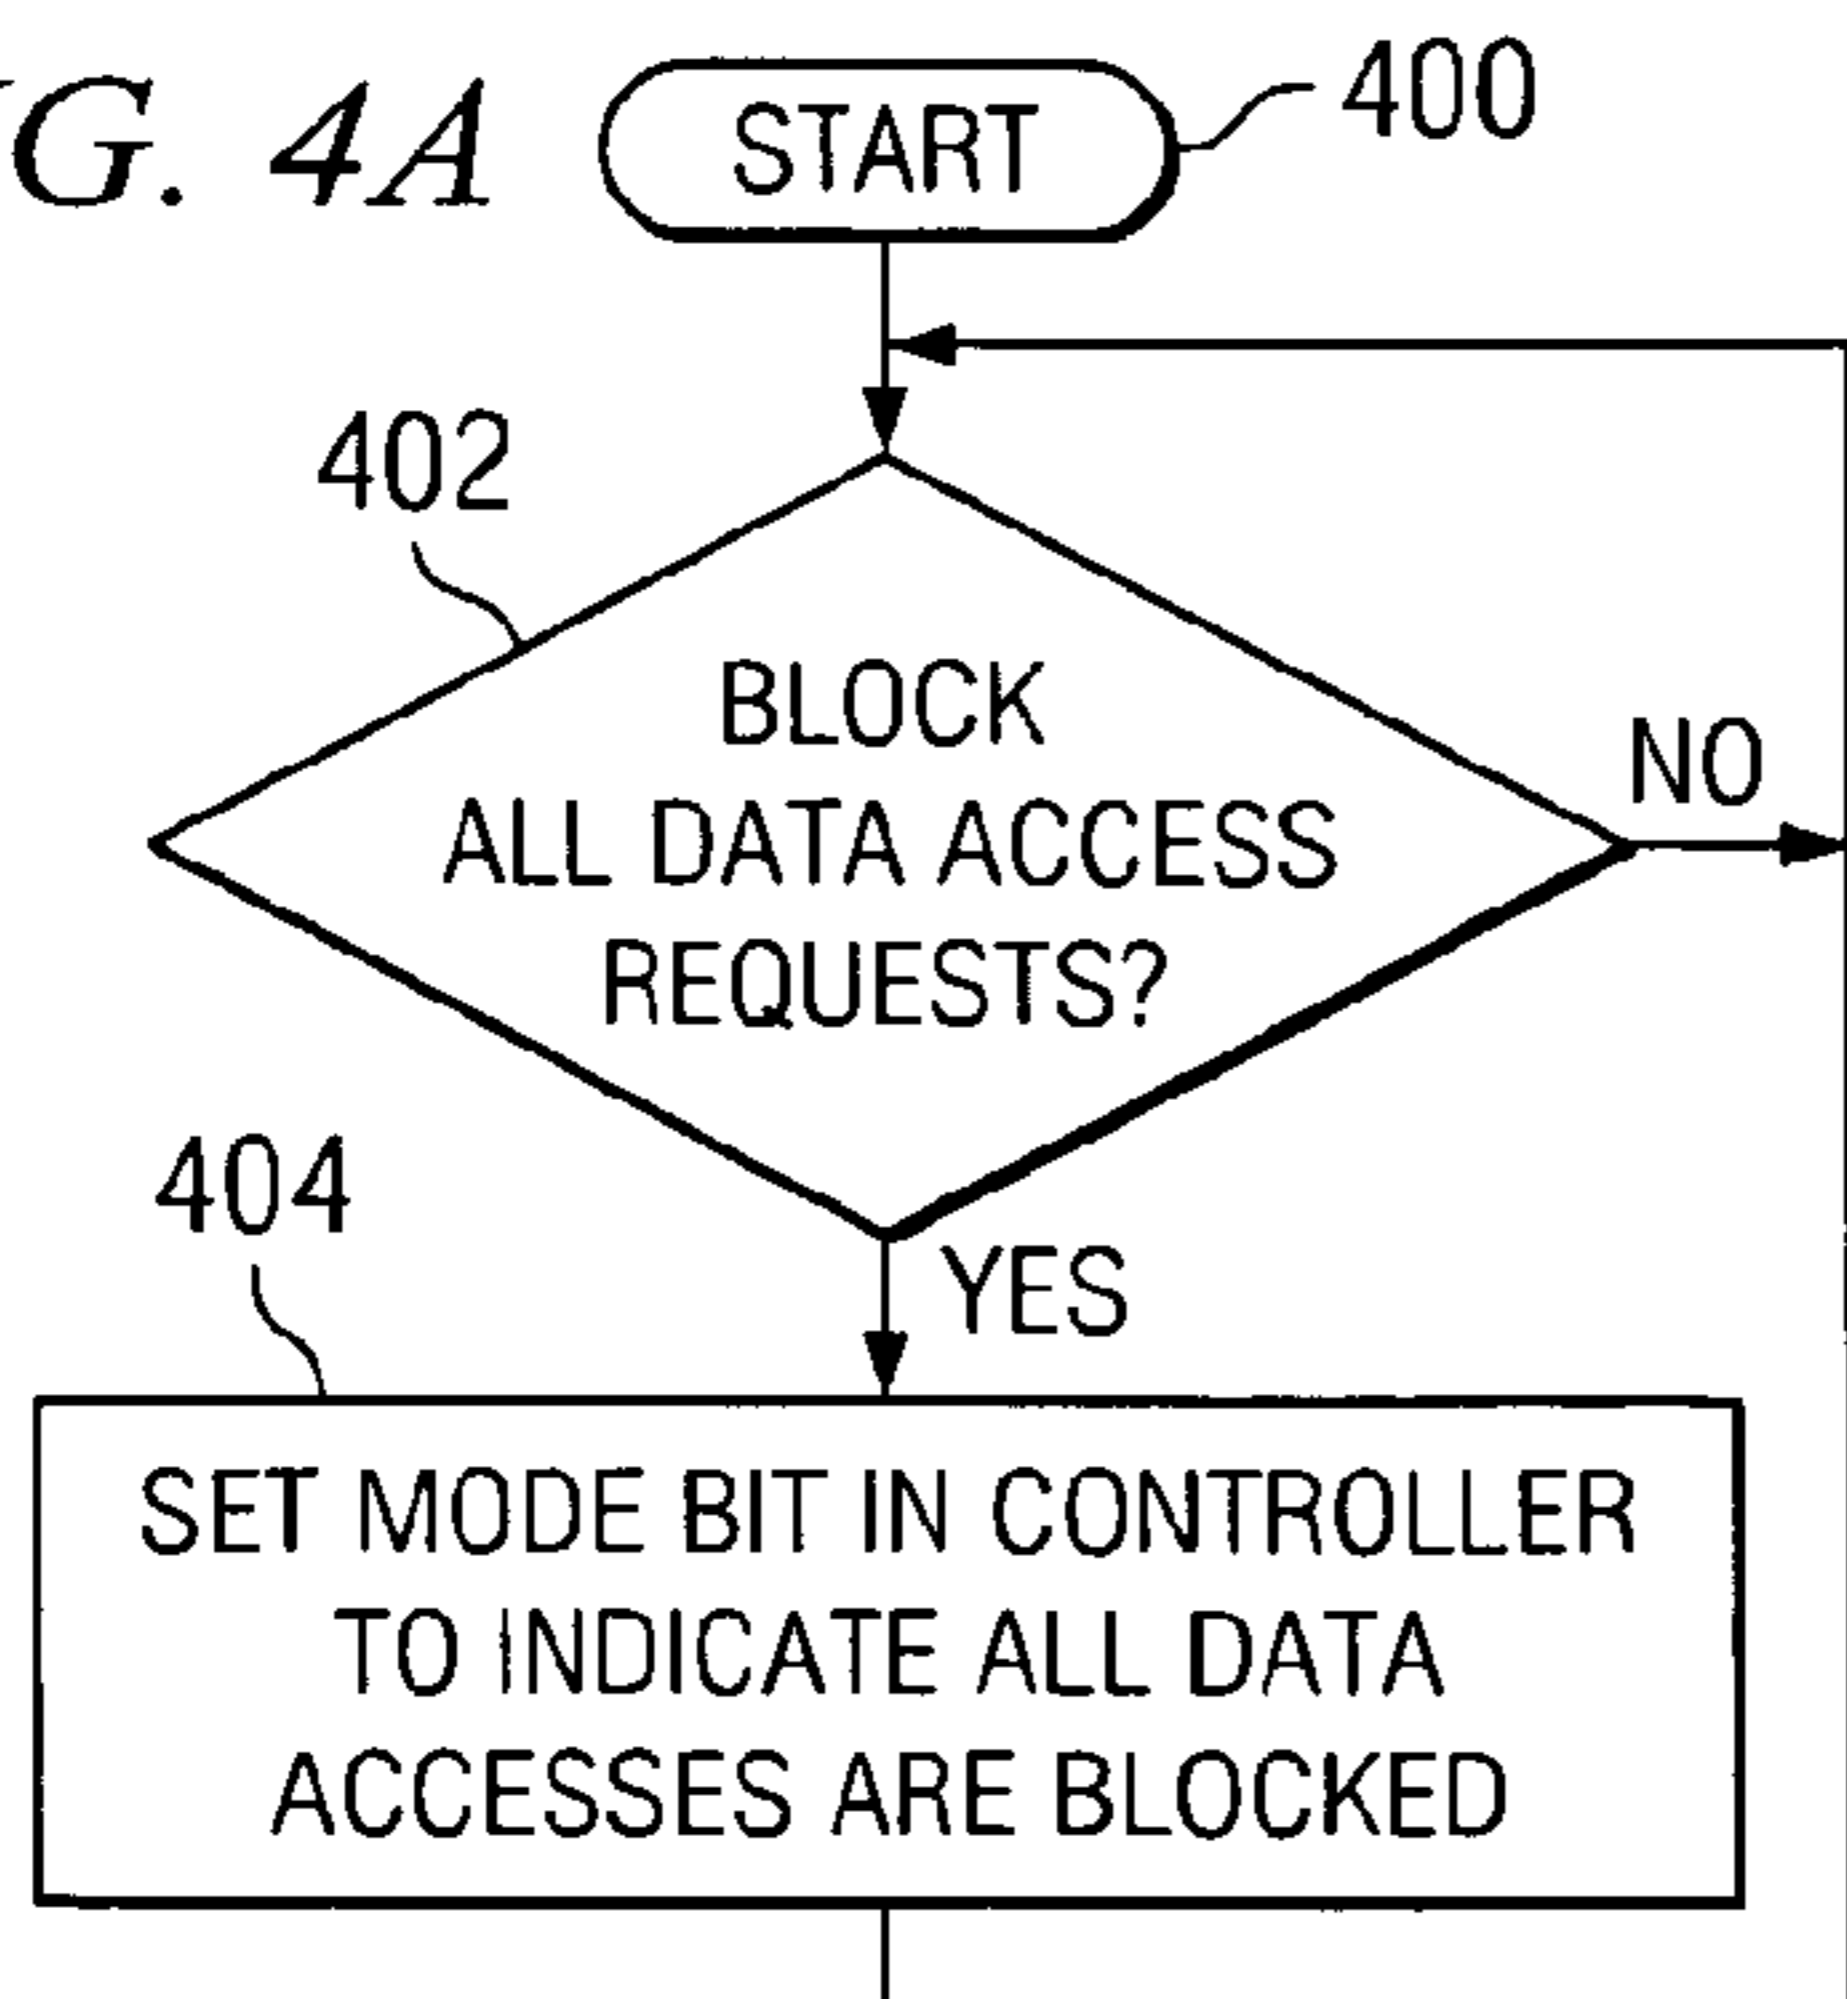 G. 4A
START
400
402
BLOCK
ALL DATA ACCESS
REQUESTS?
NO
404
YES
SET MODE BIT IN CONTROLLER
TO INDICATE ALL DATA
ACCESSES ARE BLOCKED